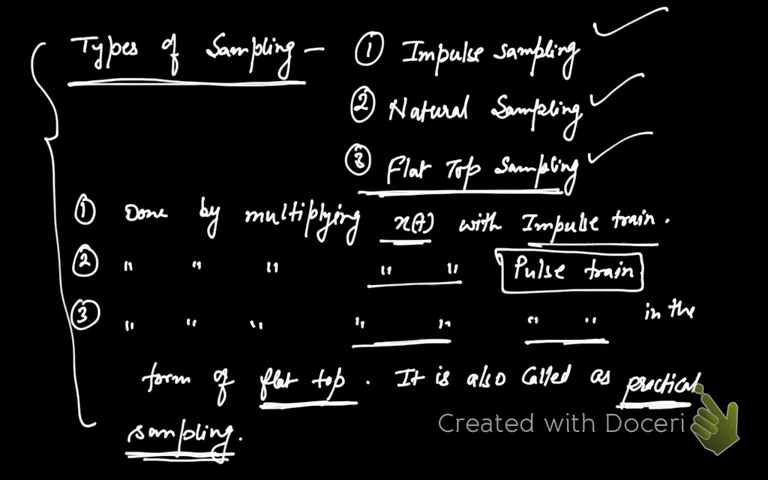 Types of Sampling – ① Impulse sampling
② Natural Sampling
③ Flat Top Sampling
① Done by multiplying x(t) with Impulse train.
② " " " " " Pulse train
③ " " " " " " " in the
form of flat top. It is also called as practical
sampling.
Created with Doceri